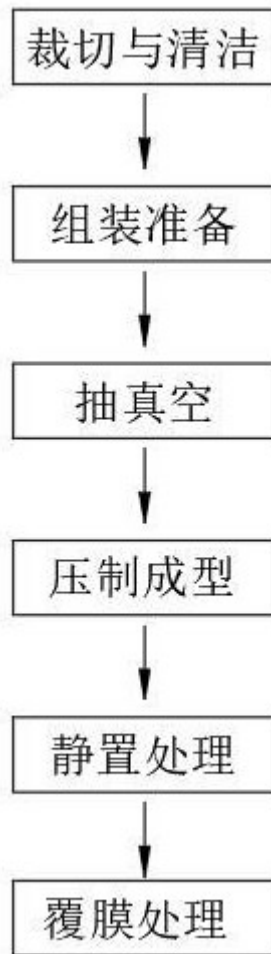 裁切与清洁
组装准备
抽真空
压制成型
静置处理
覆膜处理